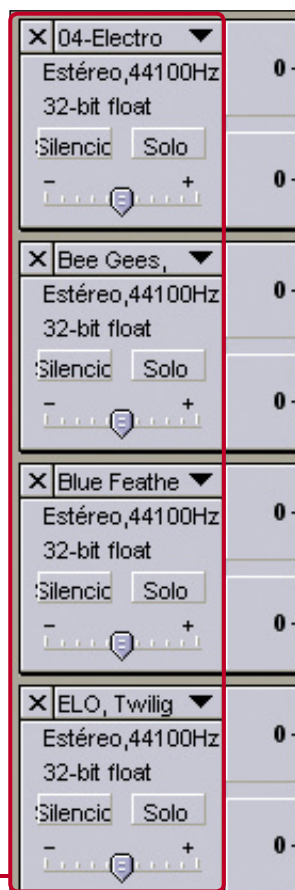 04-Electro
Estéreo,44100Hz
0
32-bit float
Silencio Solo
0
- +
Bee Gees,
Estéreo,44100Hz
0
32-bit float
Silencio Solo
0
- +
Blue Feathe
Estéreo,44100Hz
0
32-bit float
Silencio Solo
0
- +
ELO, Twilig
Estéreo,44100Hz
0
32-bit float
Silencio Solo
0
- +